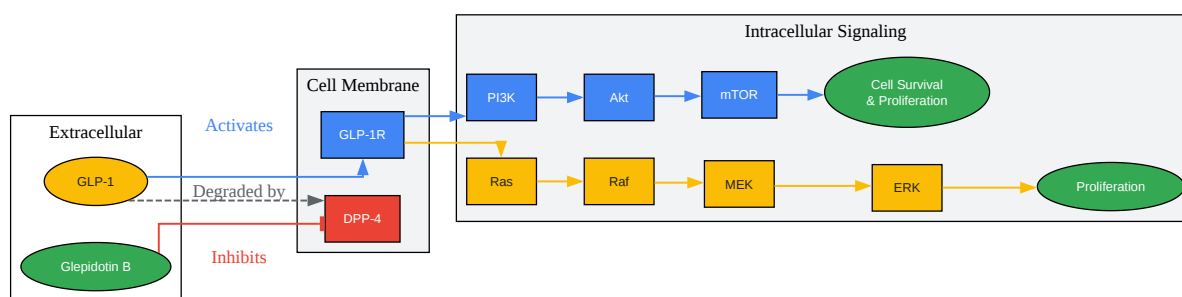 Intracellular Signaling
Cell Membrane
Extracellular
Activates
GLP-1
Degraded by
Glepidotin B
Inhibits
GLP-1R
DPP-4
PI3K
Akt
mTOR
Cell Survival
& Proliferation
Ras
Raf
MEK
ERK
Proliferation